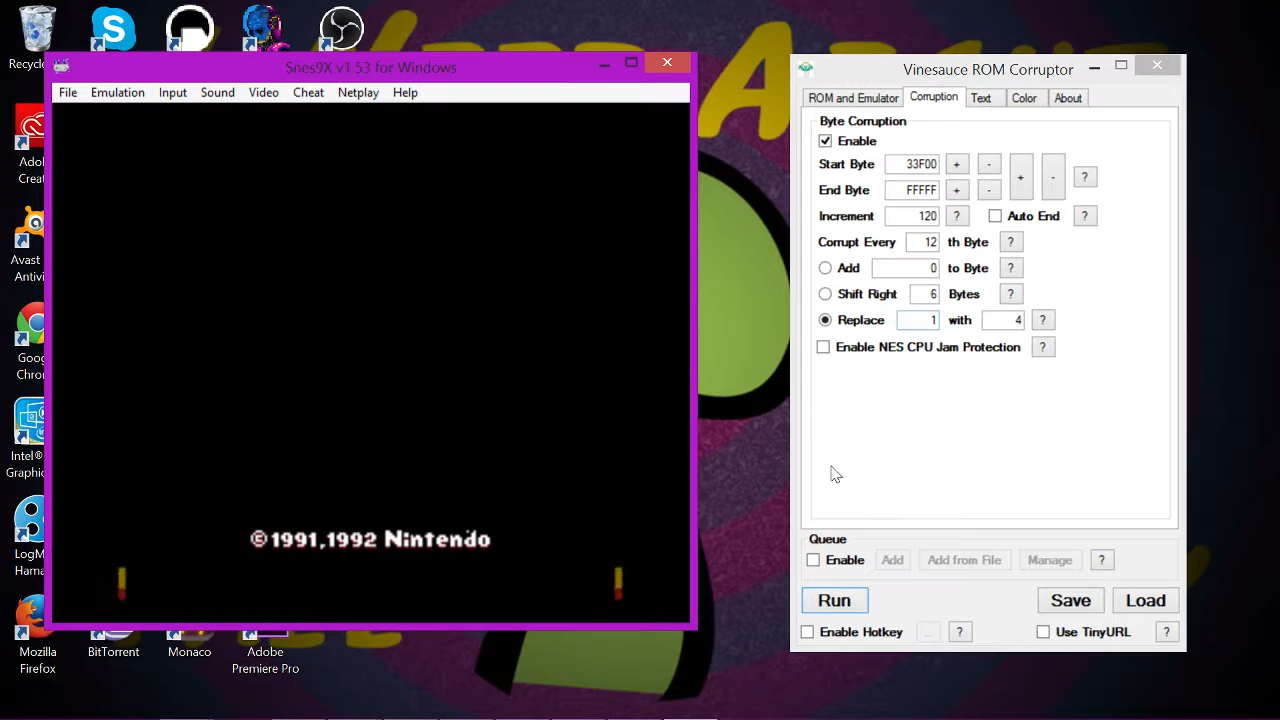 Recycle
Snes9X v1.53 for Windows
File Emulation Input Sound Video Cheat Netplay Help
©1991,1992 Nintendo
Adob
Creat
Avast
Antivi
Goog
Chron
Intel®
Graphic
LogM
Hama
Mozilla
Firefox
BitTorrent
Monaco
Adobe
Premiere Pro
Vinesauce ROM Corruptor
ROM and Emulator Corruption Text Color About
Byte Corruption
Enable
Start Byte 33F00 + - + - ?
End Byte FFFFF + -
Increment 120 ? Auto End ?
Corrupt Every 12 th Byte ?
Add 0 to Byte ?
Shift Right 6 Bytes ?
Replace 1 with 4 ?
Enable NES CPU Jam Protection ?
Queue
Enable Add Add from File Manage ?
Run Save Load
Enable Hotkey ... ? Use TinyURL ?